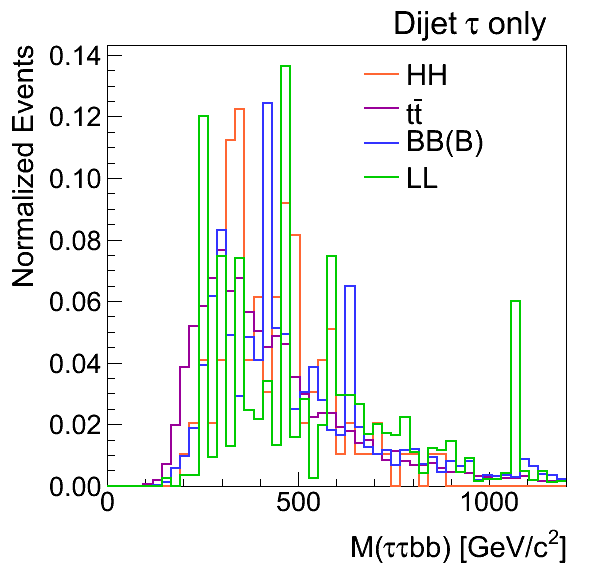 Dijet τ only
Normalized Events
0.14
0.12
0.10
0.08
0.06
0.04
0.02
0.00
HH
tt̄
BB(B)
LL
0
500
1000
M(ττbb) [GeV/c²]